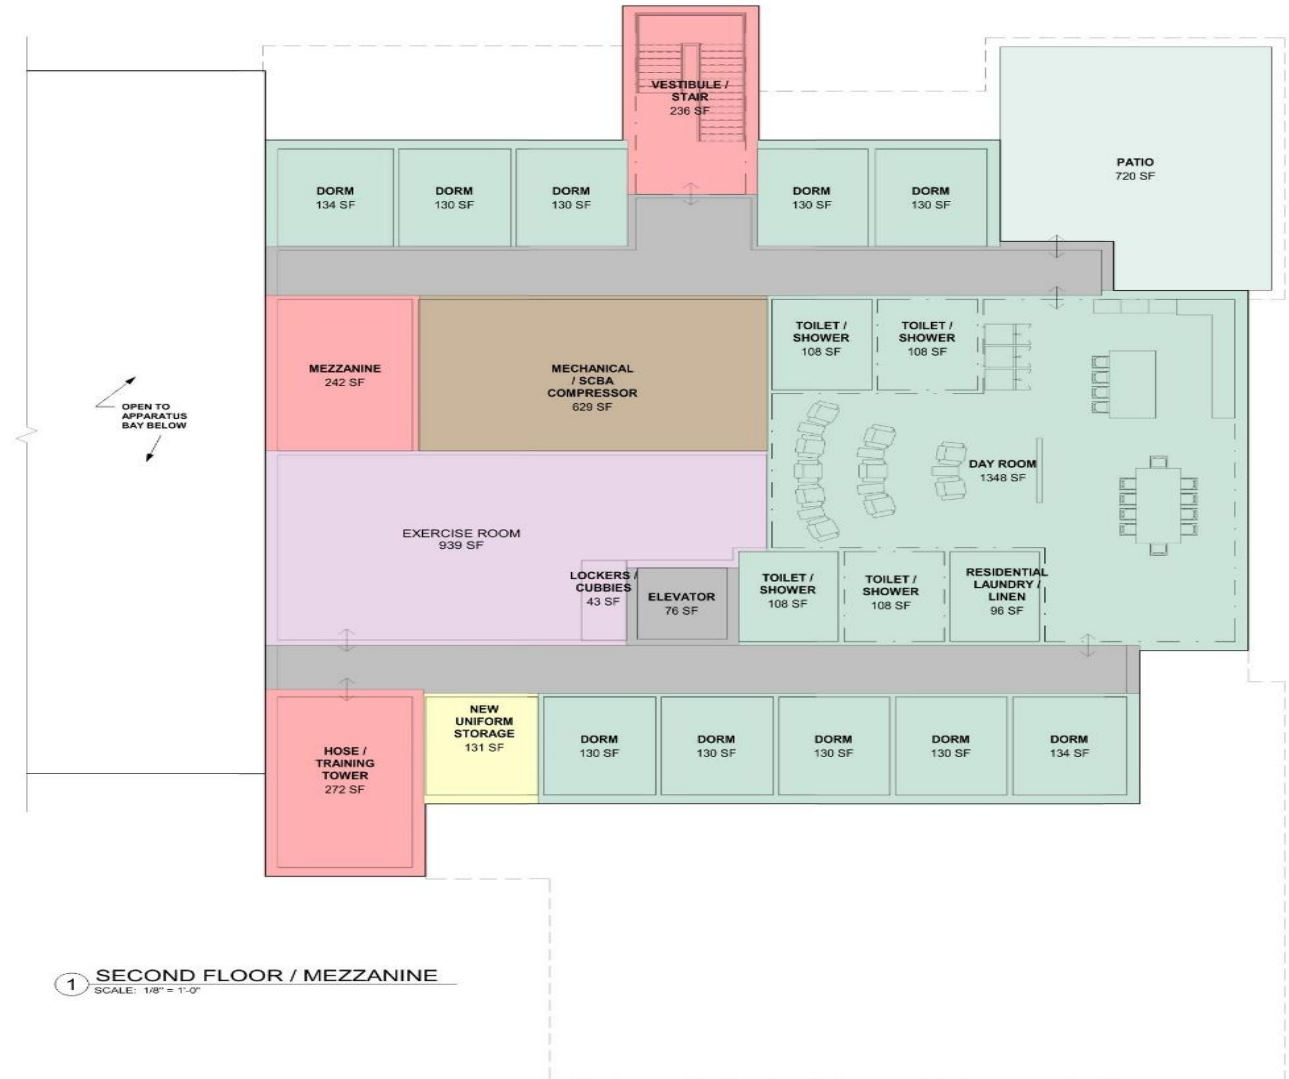 VESTIBULE /
STAIR
236 SF
PATIO
720 SF
DORM
134 SF
DORM
130 SF
DORM
130 SF
DORM
130 SF
DORM
130 SF
MEZZANINE
242 SF
MECHANICAL
/ SCBA
COMPRESSOR
629 SF
TOILET /
SHOWER
108 SF
TOILET /
SHOWER
108 SF
OPEN TO
APPARATUS
BAY BELOW
DAY ROOM
1348 SF
EXERCISE ROOM
939 SF
LOCKERS /
CUBBIES
43 SF
ELEVATOR
76 SF
TOILET /
SHOWER
108 SF
TOILET /
SHOWER
108 SF
RESIDENTIAL
LAUNDRY /
LINEN
96 SF
HOSE /
TRAINING
TOWER
272 SF
NEW
UNIFORM
STORAGE
131 SF
DORM
130 SF
DORM
130 SF
DORM
130 SF
DORM
130 SF
DORM
134 SF
1
SECOND FLOOR / MEZZANINE
SCALE: 1/8" = 1'-0"